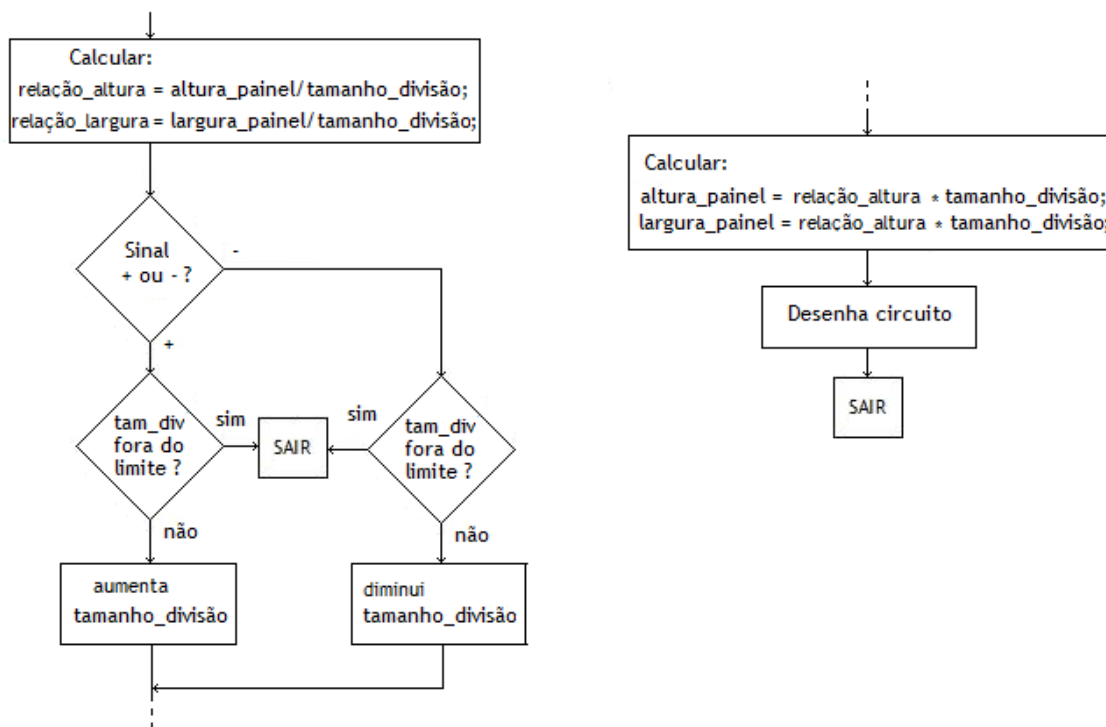 Calcular:
relação_altura = altura_painel/tamanho_divisão;
relação_largura = largura_painel/tamanho_divisão;
Sinal
+ ou - ?
-
+
tam_div
fora do
limite ?
sim
SAIR
sim
tam_div
fora do
limite ?
não
não
aumenta
tamanho_divisão
diminui
tamanho_divisão
Calcular:
altura_painel = relação_altura * tamanho_divisão;
largura_painel = relação_altura * tamanho_divisão;
Desenha circuito
SAIR